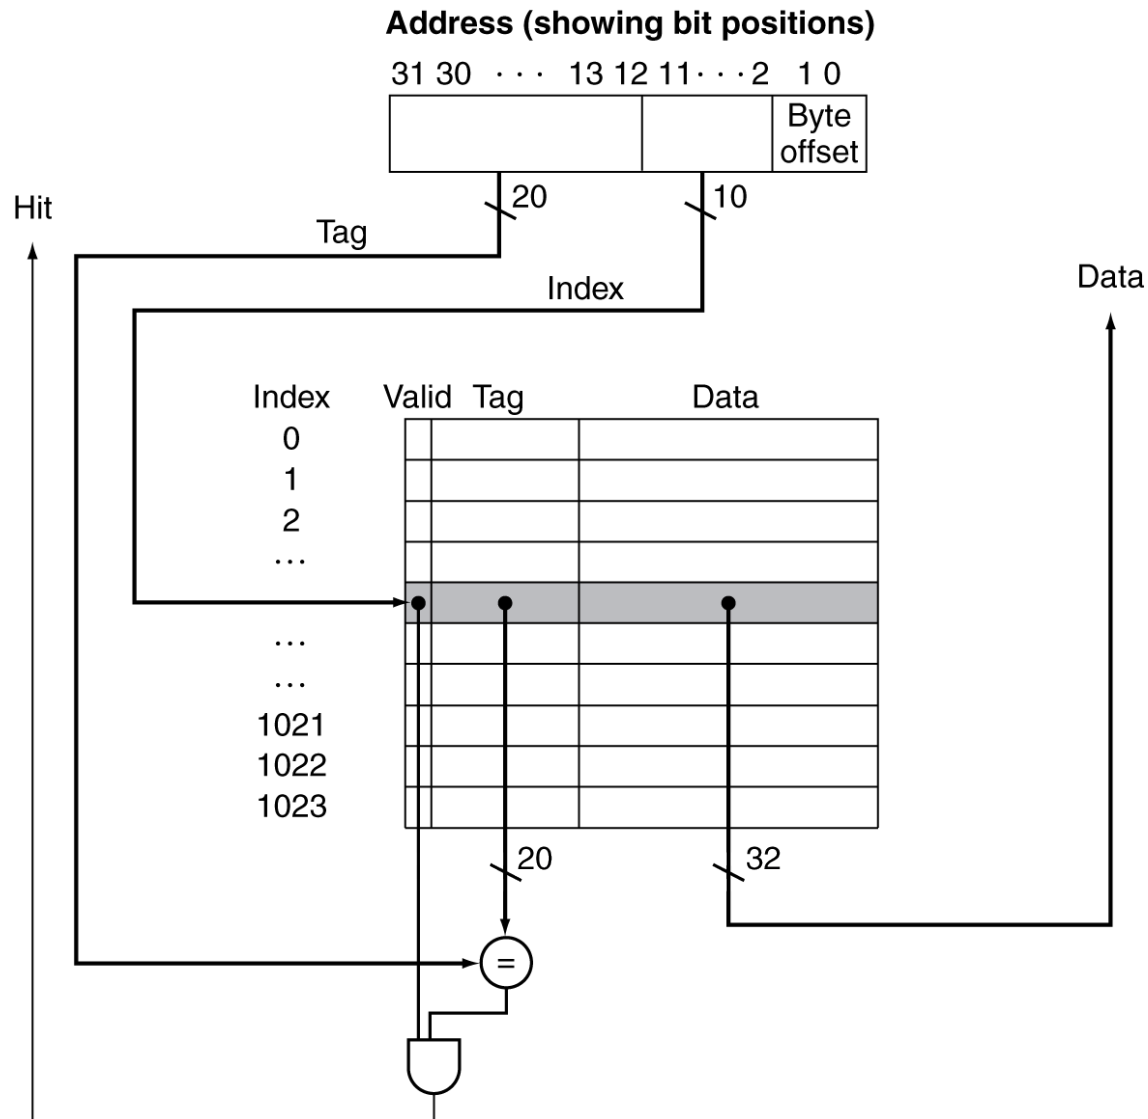 Address (showing bit positions)
31 30 · · · 13 12 11 · · · 2 1 0
Byte
offset
20 10
Hit
Tag
Index
Data
Index Valid Tag Data
0
1
2
...
...
...
1021
1022
1023
20 32
=